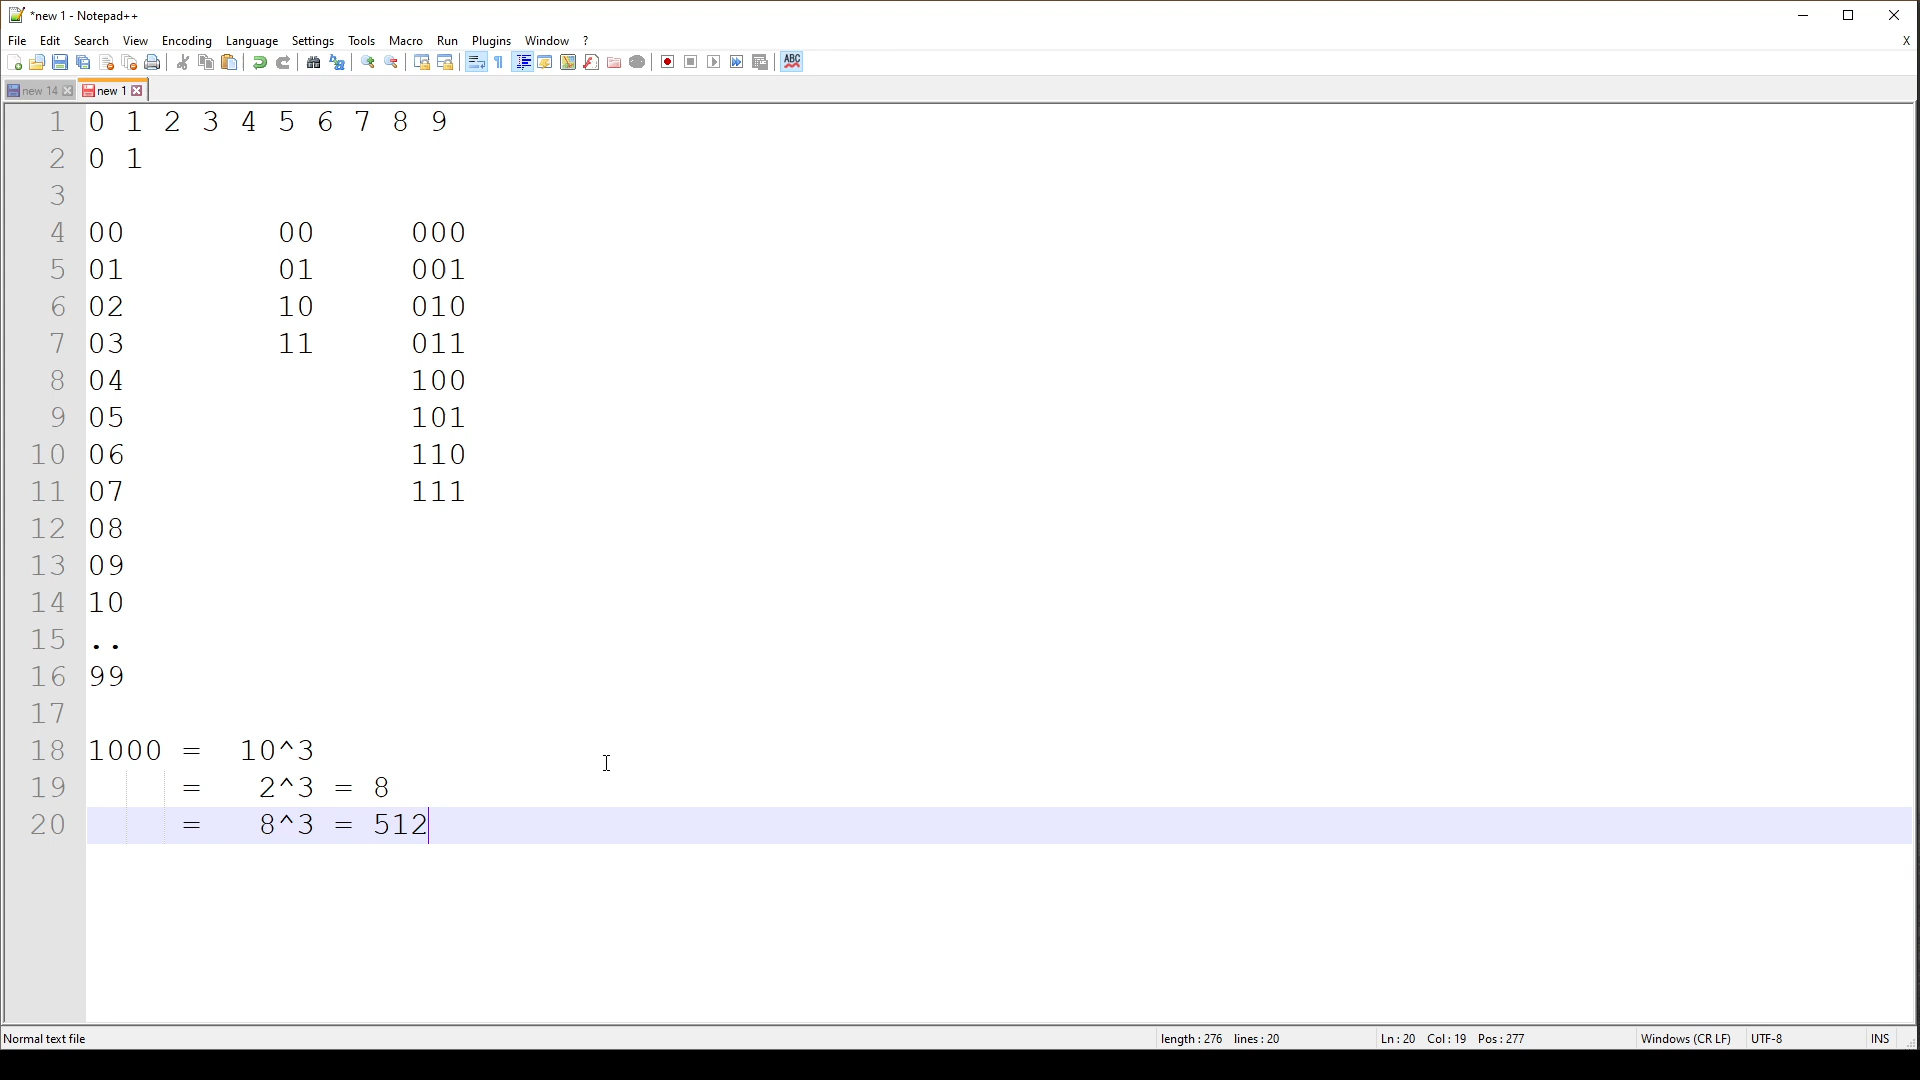 *new 1 - Notepad++
File Edit Search View Encoding Language Settings Tools Macro Run Plugins Window ? X
ABC
new 14 new 1
1 0 1 2 3 4 5 6 7 8 9
2 0 1
3
4 00 00 000
5 01 01 001
6 02 10 010
7 03 11 011
8 04 100
9 05 101
10 06 110
11 07 111
12 08
13 09
14 10
15 ..
16 99
17
18 1000 = 10^3
19 = 2^3 = 8
20 = 8^3 = 512
Normal text file length : 276 lines : 20 Ln : 20 Col : 19 Pos : 277 Windows (CR LF) UTF-8 INS